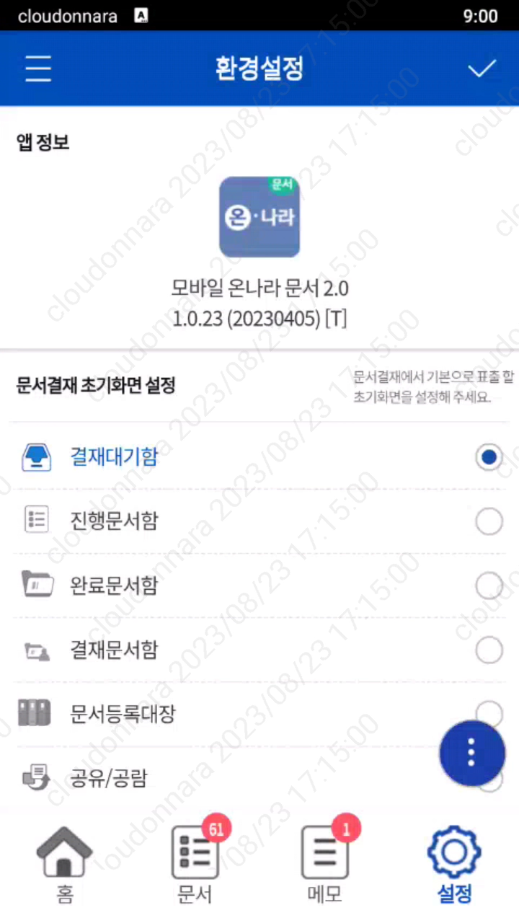 cloudonnara A 9:00
환경설정
앱 정보
문서
온·나라
모바일 온나라 문서 2.0
1.0.23 (20230405) [T]
문서결재 초기화면 설정
문서결재에서 기본으로 표출 할
초기화면을 설정해 주세요.
결재대기함
진행문서함
완료문서함
결재문서함
문서등록대장
공유/공람
61
1
홈
문서
메모
설정
cloudonnara 2023/08/23 17:15:00